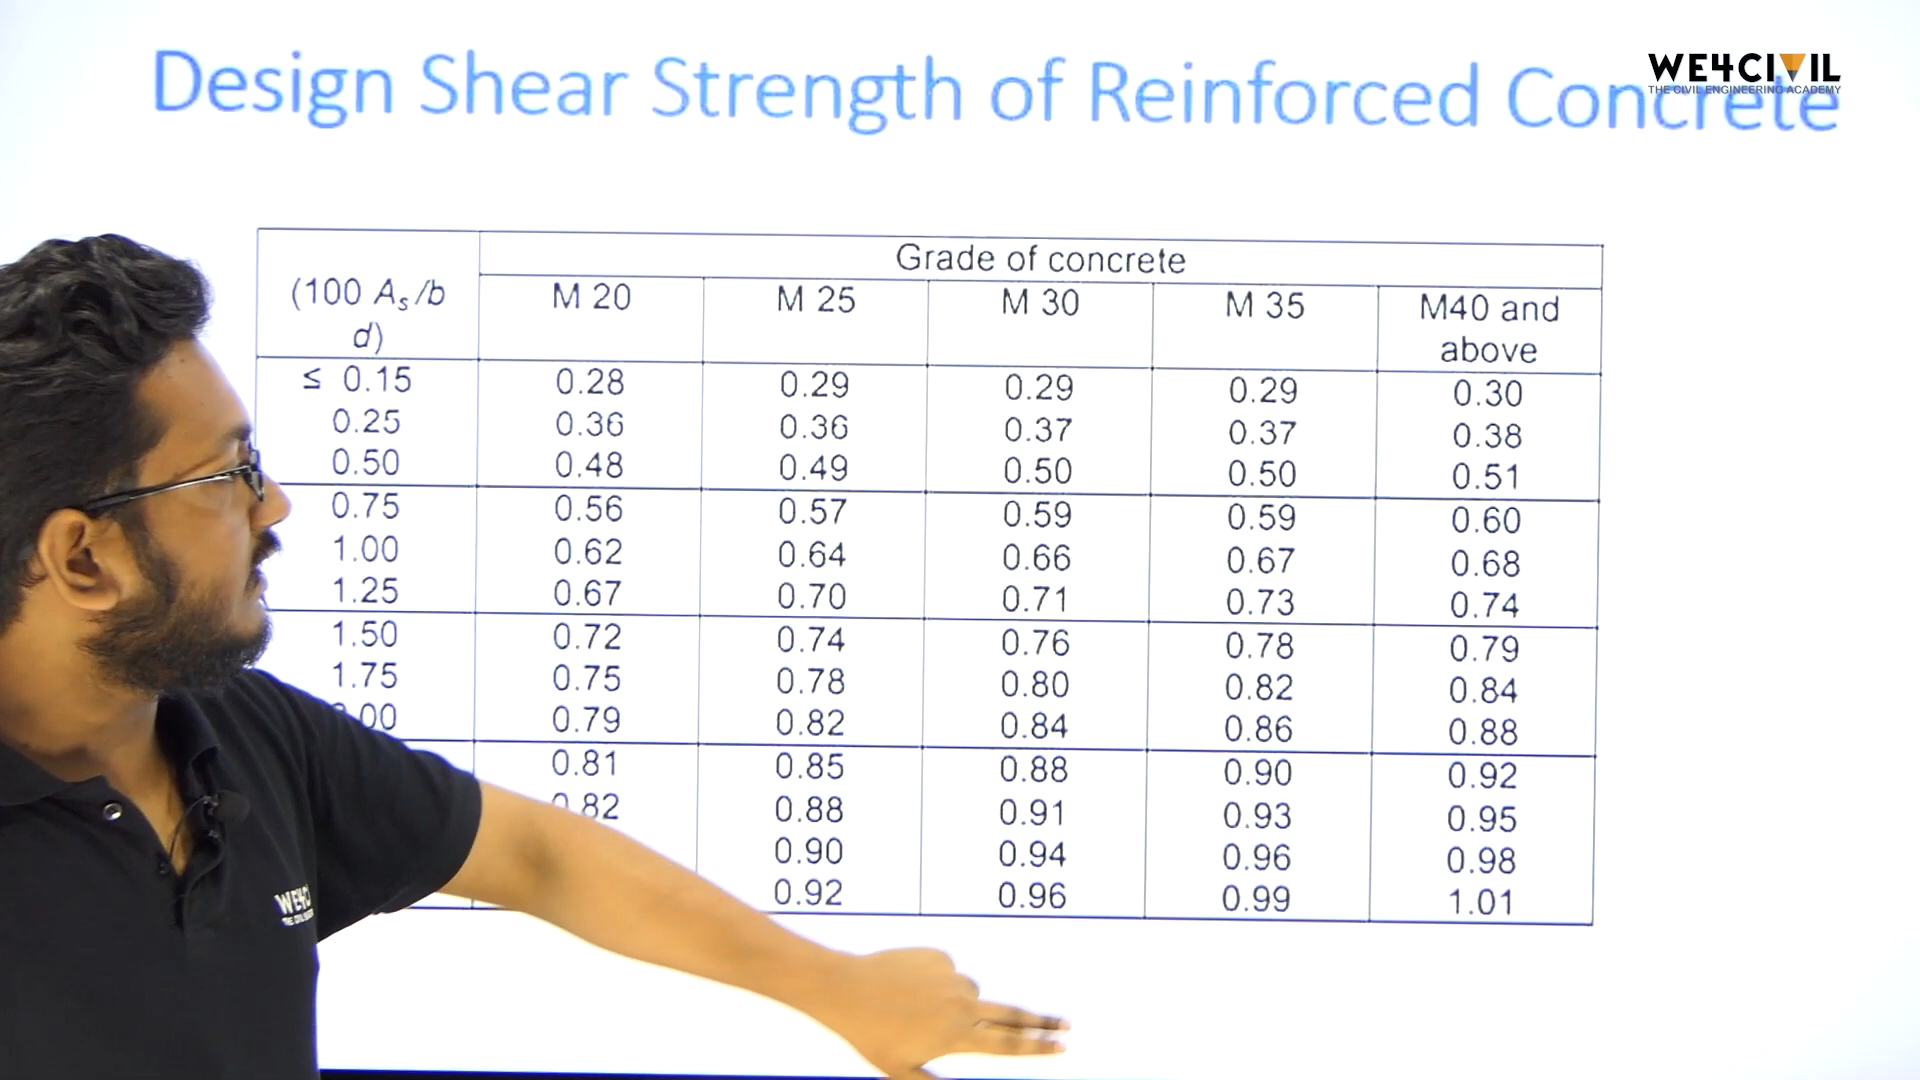 Design Shear Strength of Reinforced Concrete
WE4CIVIL
THE CIVIL ENGINEERING ACADEMY
Grade of concrete
(100 As/b d) M 20 M 25 M 30 M 35 M40 and above
≤ 0.15 0.28 0.29 0.29 0.29 0.30
0.25 0.36 0.36 0.37 0.37 0.38
0.50 0.48 0.49 0.50 0.50 0.51
0.75 0.56 0.57 0.59 0.59 0.60
1.00 0.62 0.64 0.66 0.67 0.68
1.25 0.67 0.70 0.71 0.73 0.74
1.50 0.72 0.74 0.76 0.78 0.79
1.75 0.75 0.78 0.80 0.82 0.84
0.79 0.82 0.84 0.86 0.88
0.81 0.85 0.88 0.90 0.92
0.88 0.91 0.93 0.95
0.90 0.94 0.96 0.98
0.92 0.96 0.99 1.01